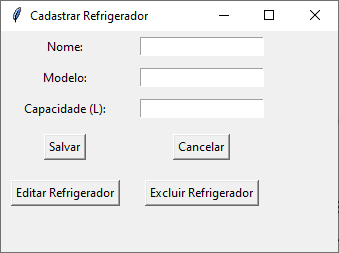 Cadastrar Refrigerador
Nome:
Modelo:
Capacidade (L):
Salvar Cancelar
Editar Refrigerador Excluir Refrigerador